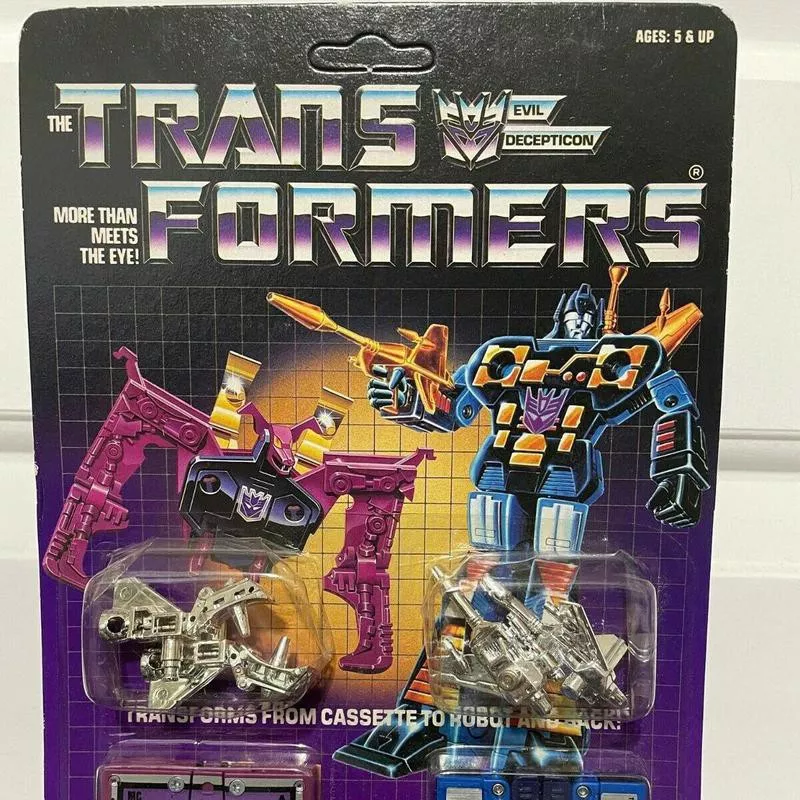 AGES: 5 & UP
THE TRANS
EVIL
DECEPTICON
FORMERS®
MORE THAN
MEETS
THE EYE!
TRANSFORMS FROM CASSETTE TO ROBOT AND BACK!
MC